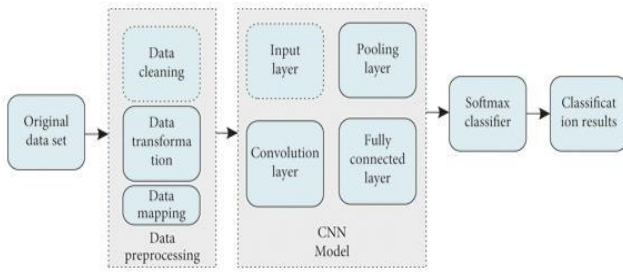 Original
data set
Data
cleaning
Data
transforma
tion
Data
mapping
Data
preprocessing
Input
layer
Pooling
layer
Convolution
layer
Fully
connected
layer
CNN
Model
Softmax
classifier
Classificat
ion results